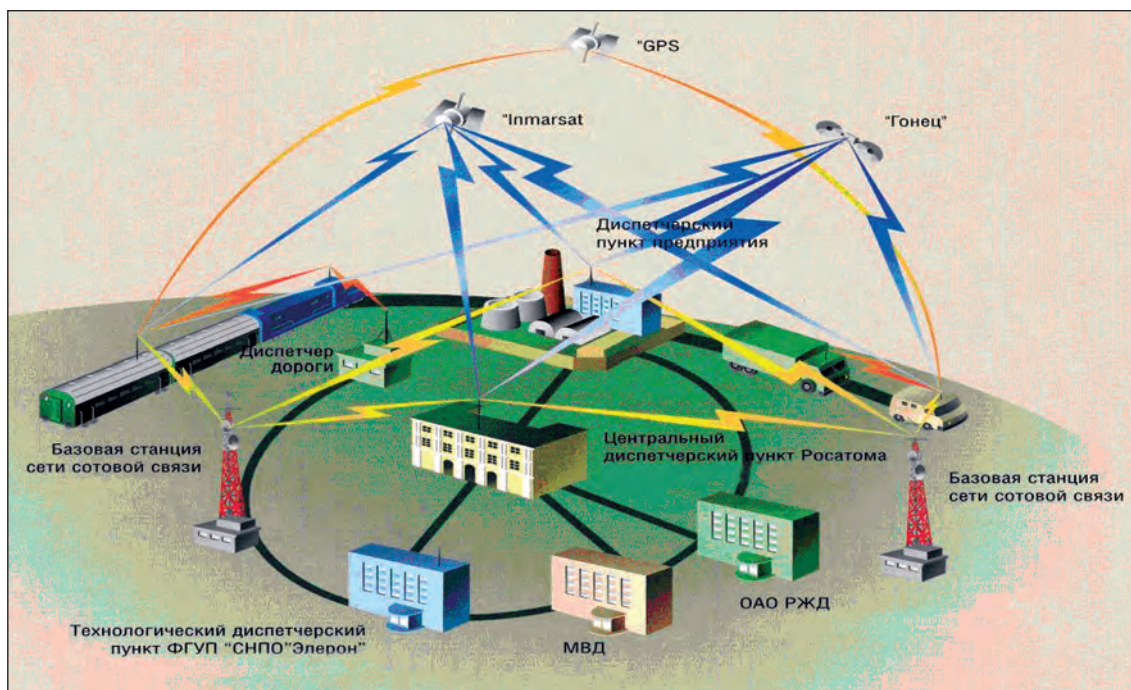 "GPS
"Inmarsat
"Гонец"
Диспетчерский
пункт предприятия
Диспетчер
дороги
Базовая станция
сети сотовой связи
Центральный
диспетчерский пункт Росатома
Базовая станция
сети сотовой связи
ОАО РЖД
Технологический диспетчерский
пункт ФГУП "СНПО"Элерон"
МВД